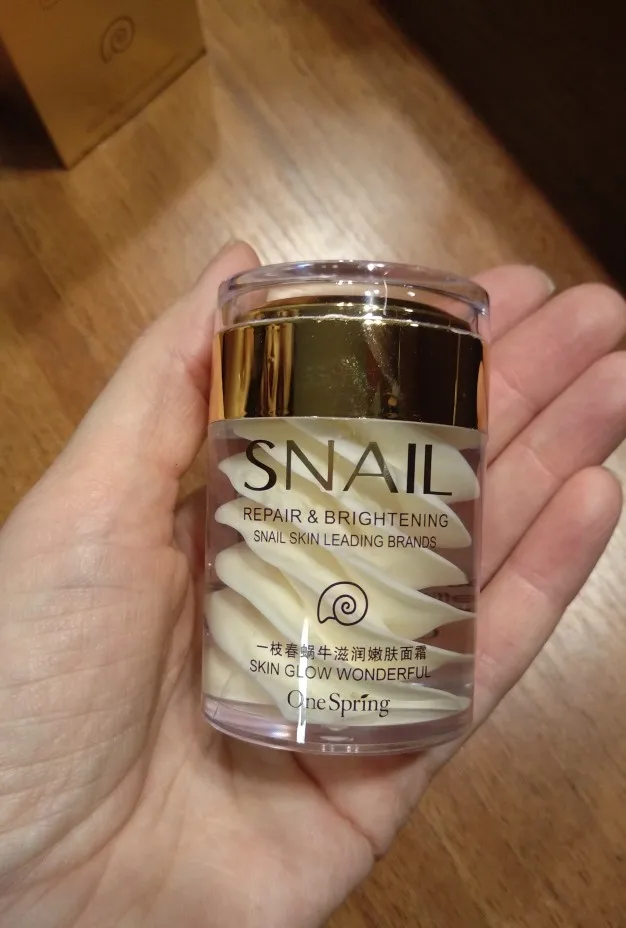 SNAIL
REPAIR & BRIGHTENING
SNAIL SKIN LEADING BRANDS
一枝春蜗牛滋润嫩肤面霜
SKIN GLOW WONDERFUL
OneSpring